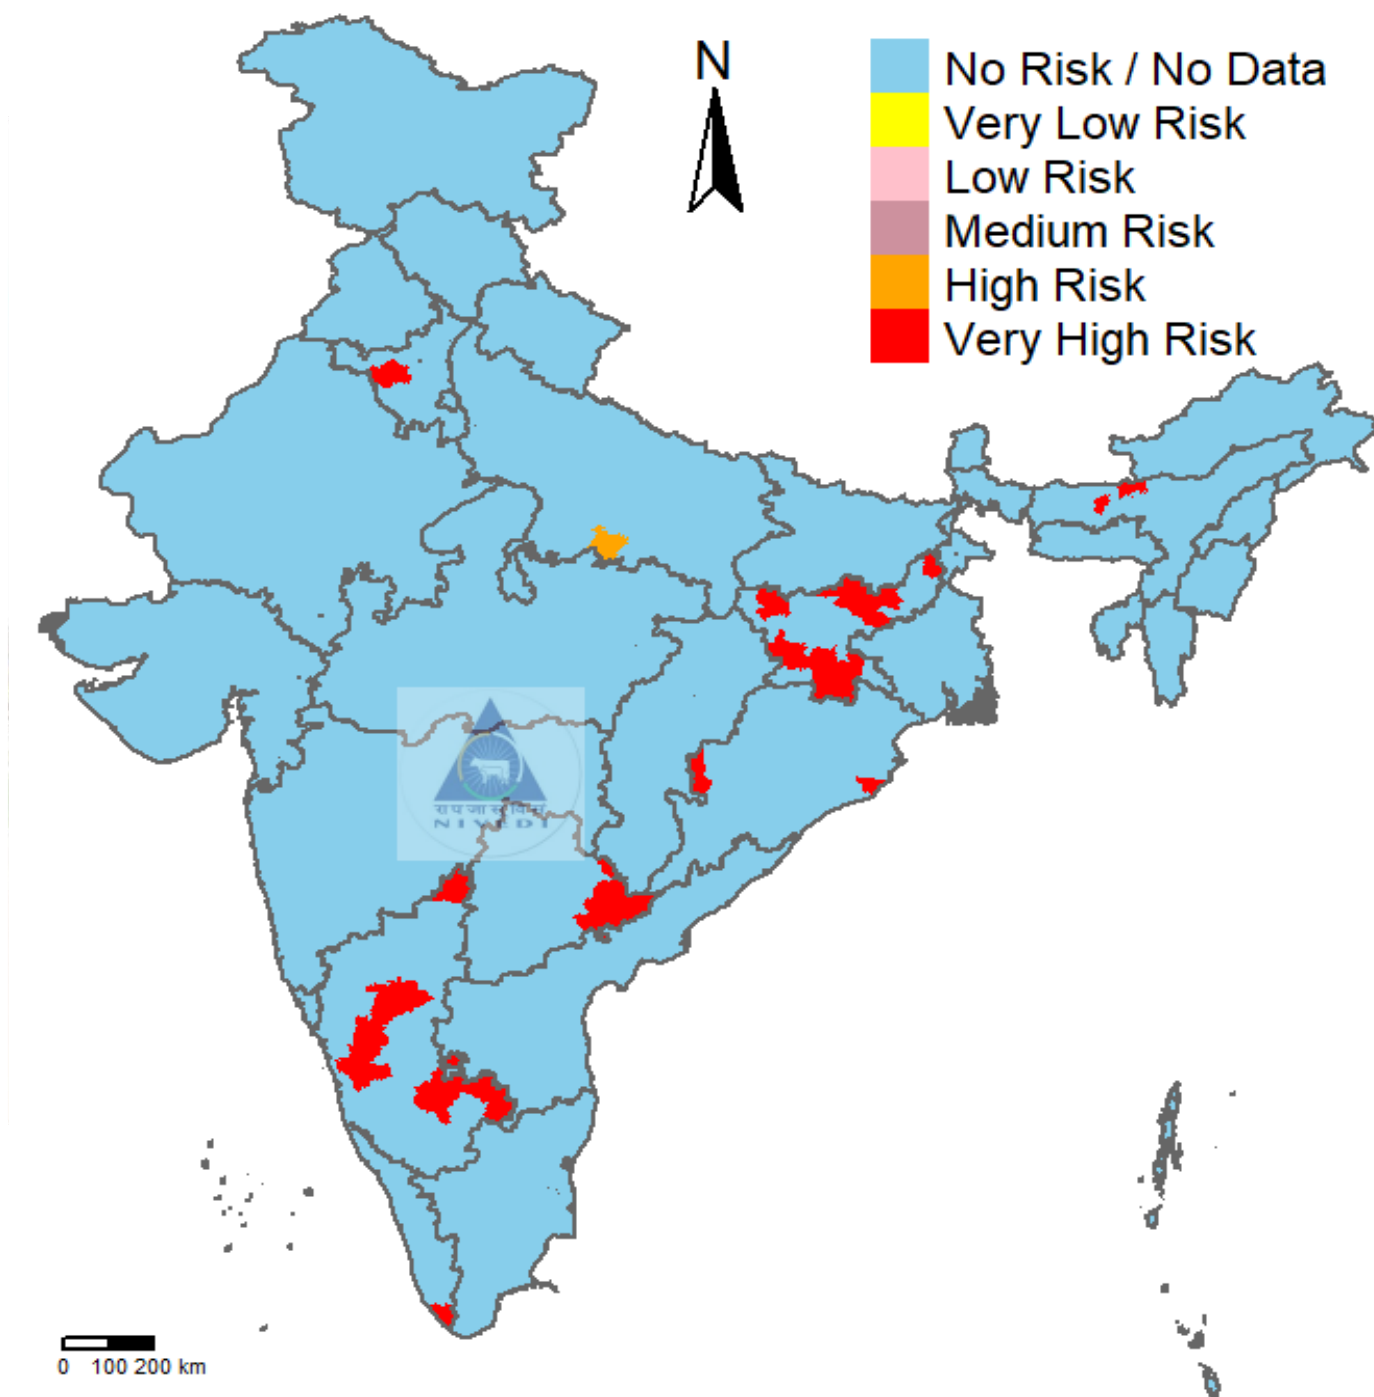 N
No Risk / No Data
Very Low Risk
Low Risk
Medium Risk
High Risk
Very High Risk
NIVEDI
0 100 200 km